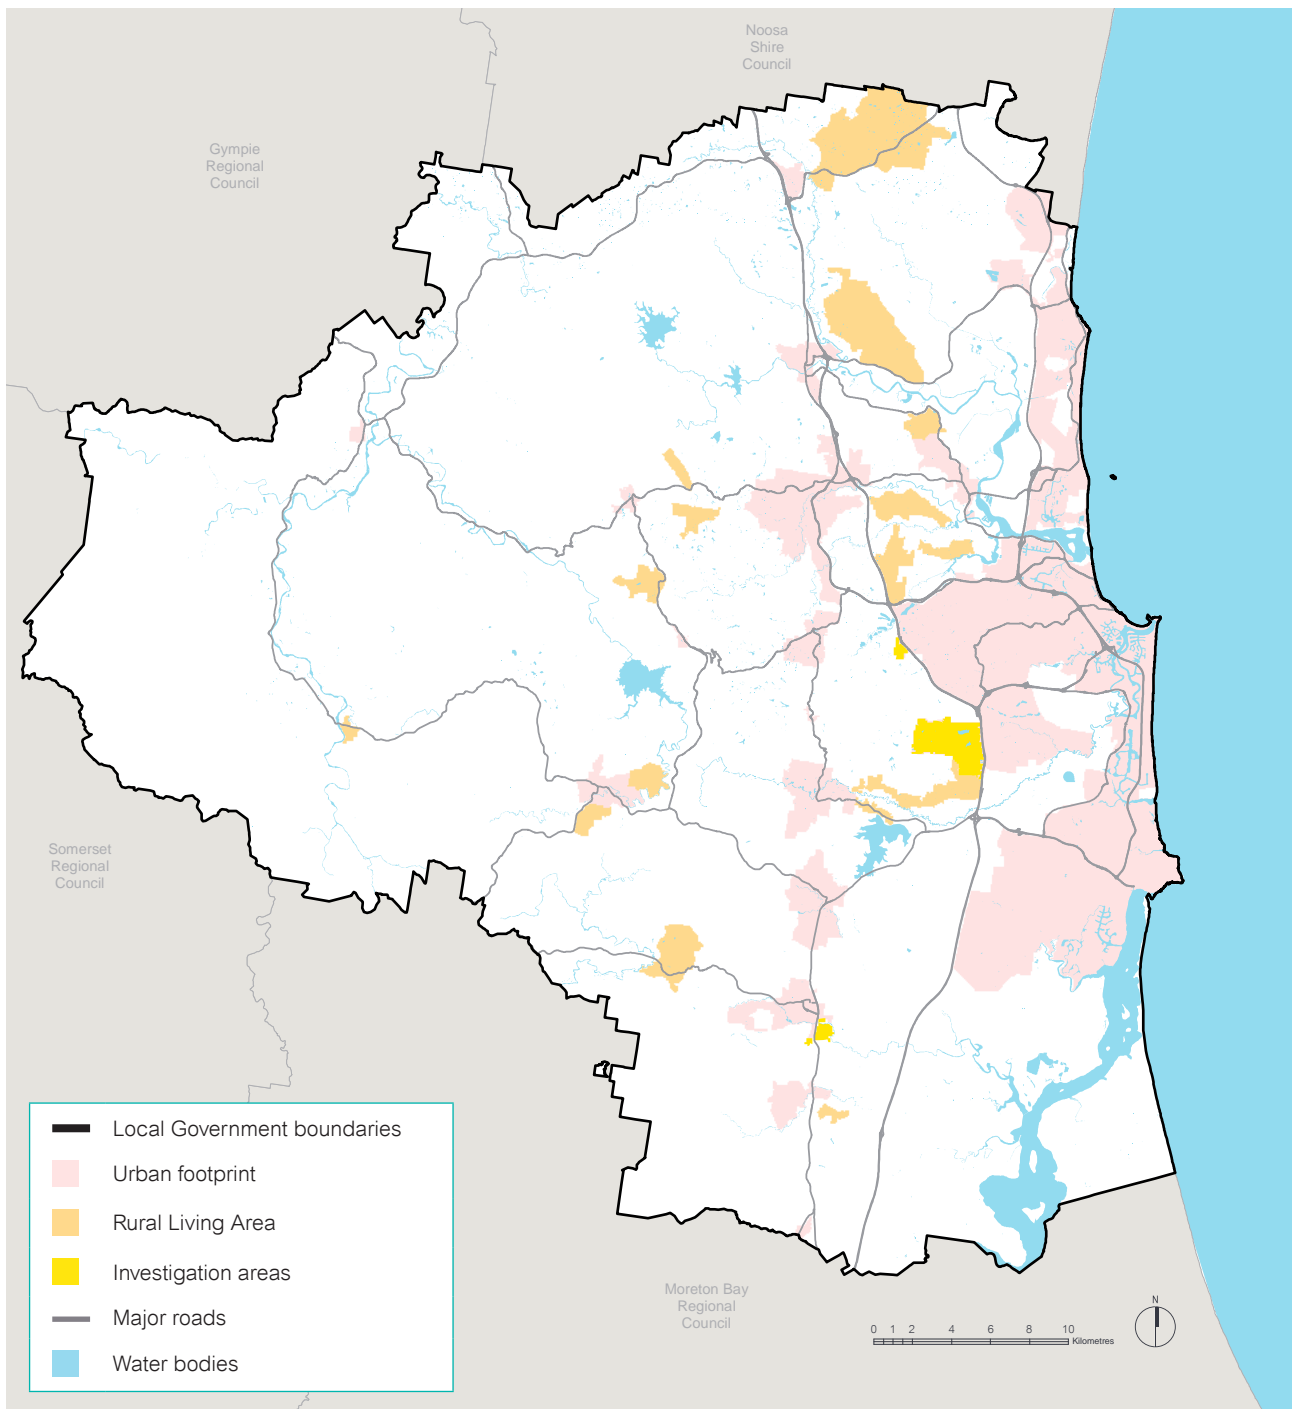 Noosa
Shire
Council
Gympie
Regional
Council
Somerset
Regional
Council
Local Government boundaries
Urban footprint
Rural Living Area
Investigation areas
Major roads
Water bodies
Moreton Bay
Regional
Council
0 1 2 4 6 8 10
Kilometres
N